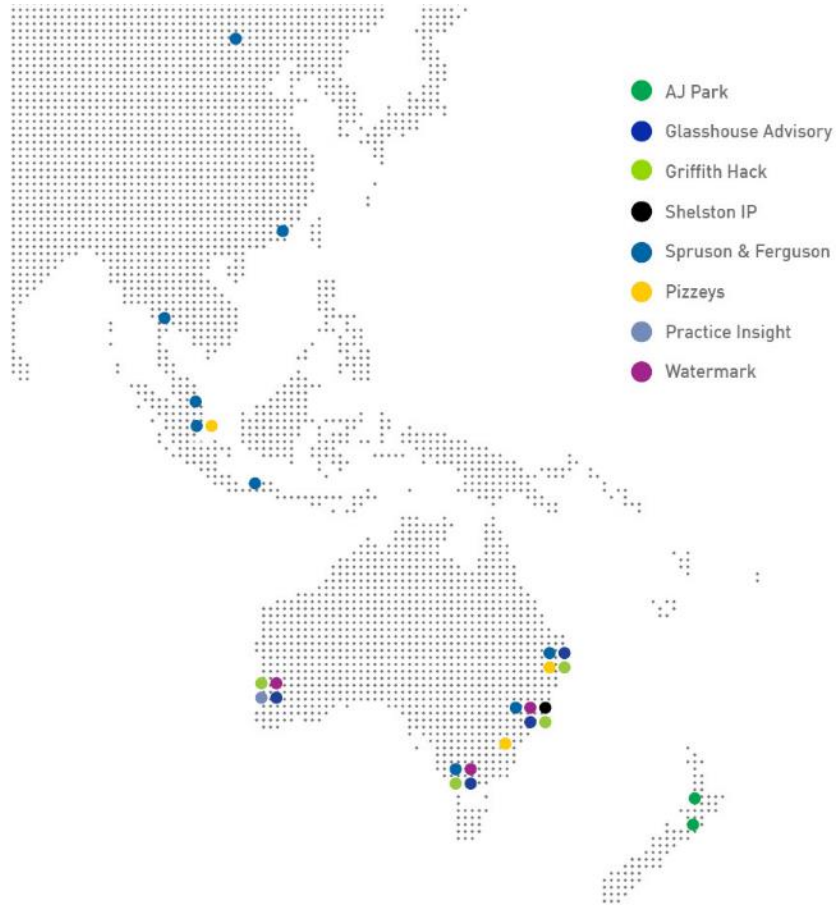 AJ Park
Glasshouse Advisory
Griffith Hack
Shelston IP
Spruson & Ferguson
Pizzeys
Practice Insight
Watermark